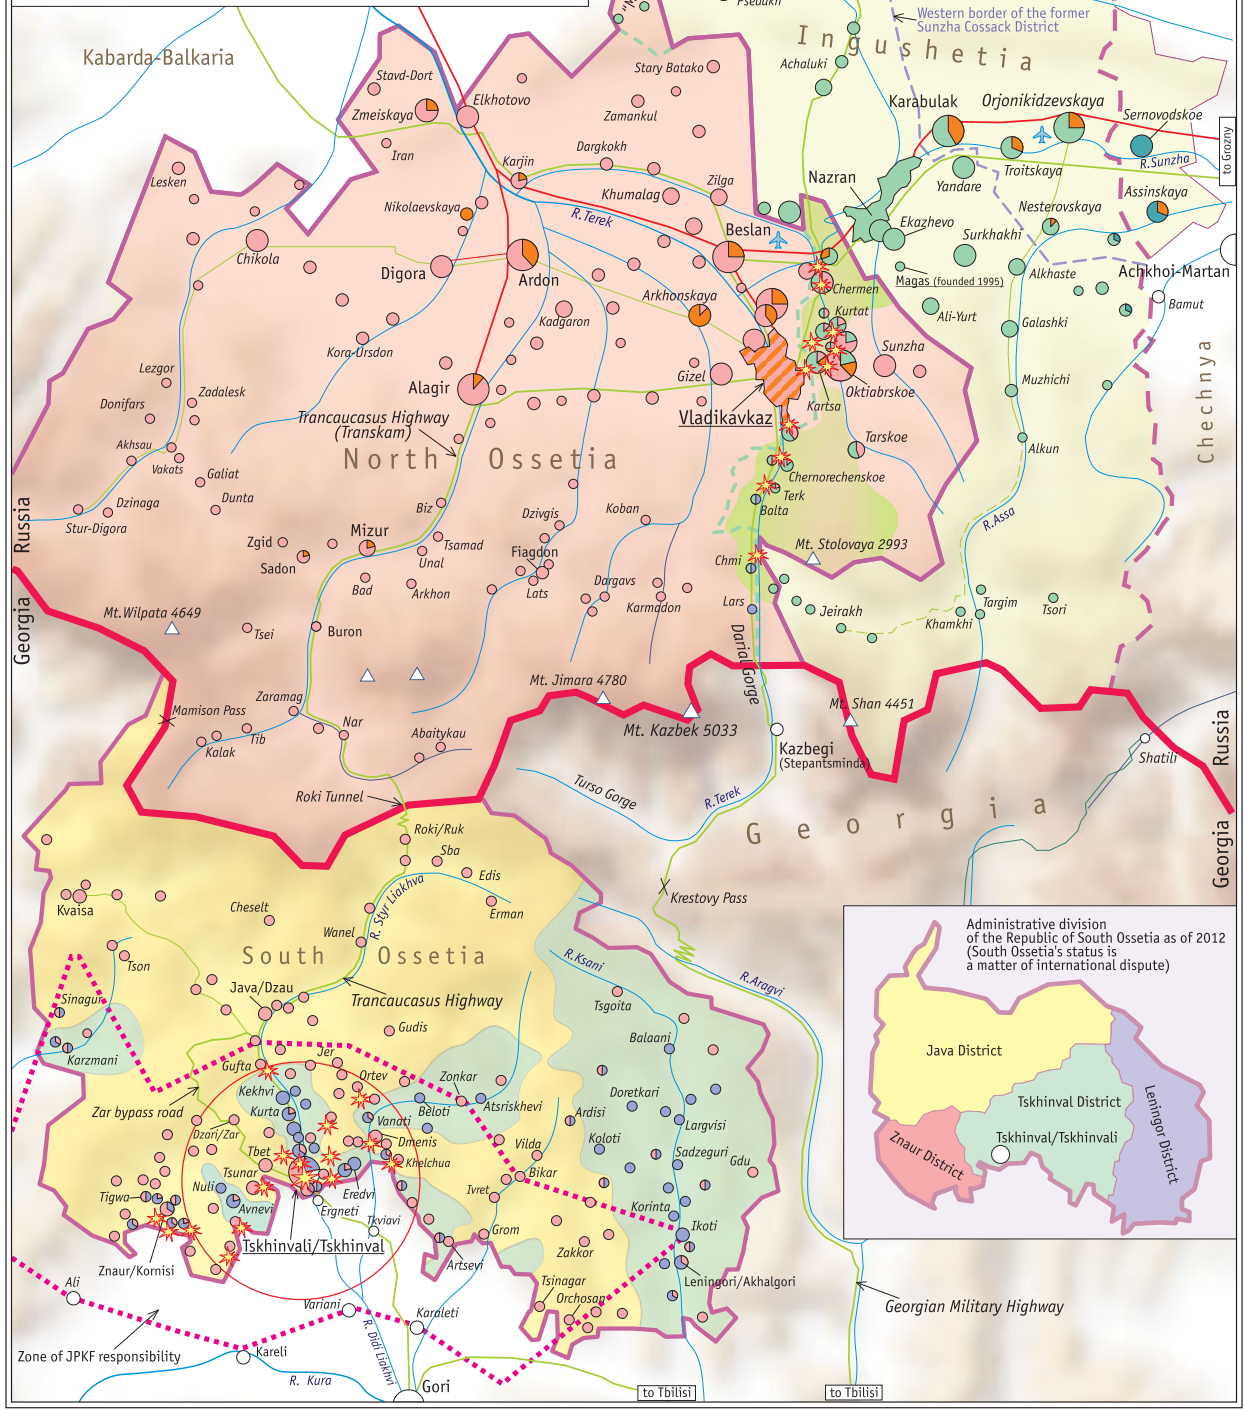 "M
Psedakh
Western border of the former
Sunzha Cossack District
Kabarda-Balkaria
Ingushetia
Stavd-Dort
Stary Batako
Achaluki
Zmeiskaya
Elkhotovo
Zamankul
Karabulak
Orjonikidzevskaya
Sernovodskoe
to Grozny
Iran
Karjin
Dargkokh
Troitskaya
R.Sunzha
Lesken
Khumalag
Zilga
Nazran
Yandare
Assinskaya
Nikolaevskaya
R.Terek
Beslan
Ekazhevo
Nesterovskaya
Surkhakhi
Chikola
Digora
Ardon
Alkhaste
Achkhoi-Martan
Magas (founded 1995)
Chermen
Arkhonskaya
Bamut
Kurtat
Ali-Yurt
Kadgaron
Galashki
Kora-Ursdon
Sunzha
Lezgor
Gizel
Muzhichi
Alagir
Zadalesk
Oktiabrskoe
Donifars
Kartsa
Trancaucasus Highway
(Transkam)
Vladikavkaz
Chechnya
Akhsau
Tarskoe
Alkun
North Ossetia
Vakats
Galiat
Chernorechenskoe
Dzinaga
Dunta
Terk
Stur-Digora
Biz
Dzivgis
Koban
Balta
R.Assa
Russia
Mizur
Zgid
Tsamad
Fiagdon
Mt. Stolovaya 2993
Sadon
Unal
Chmi
Bad
Arkhon
Lats
Dargavs
Karmadon
Lars
Jeirakh
Targim
Tsori
Khamkhi
Georgia
Mt.Wilpata 4649
Tsei
Buron
Darial Gorge
Mt. Jimara 4780
Zaramag
Mamison Pass
Mt. Shan 4451
Nar
Mt. Kazbek 5033
Tib
Kalak
Abaitykau
Kazbegi
(Stepantsminda)
Russia
Shatili
Turso Gorge
R.Terek
Roki Tunnel
Georgia
Georgia
Roki/Ruk
Sba
Edis
Kvaisa
Cheselt
R. Styr Liakhva
Erman
Krestovy Pass
Wanel
South Ossetia
Tson
R.Ksani
R.Aragvi
Sinagur
Java/Dzau
Trancaucasus Highway
Tsgoita
Gudis
Karzmani
Balaani
Jer
Gufta
Ortev
Zonkar
Kekhvi
Doretkari
Zar bypass road
Kurta
Beloti
Atsriskhevi
Ardisi
Vanati
Largvisi
Dzari/Zar
Dmenis
Koloti
Tbet
Vilda
Khelchua
Sadzeguri
Tsunar
Gdu
Bikar
Nuli
Eredvi
Ivret
Tigwa
Avnevi
Ergneti
Korinta
Tkviavi
Grom
Ikoti
Tskhinvali/Tskhinval
Zakkor
Znaur/Kornisi
Artsevi
Leningori/Akhalgori
Ali
Tsinagar
Variani
Orchosan
Karaleti
Georgian Military Highway
R. Didi Liakhvi
Zone of JPKF responsibility
Kareli
R. Kura
Gori
to Tbilisi
to Tbilisi
Administrative division
of the Republic of South Ossetia as of 2012
(South Ossetia's status is
a matter of international dispute)
Java District
Tskhinval District
Leningor District
Znaur District
Tskhinval/Tskhinvali